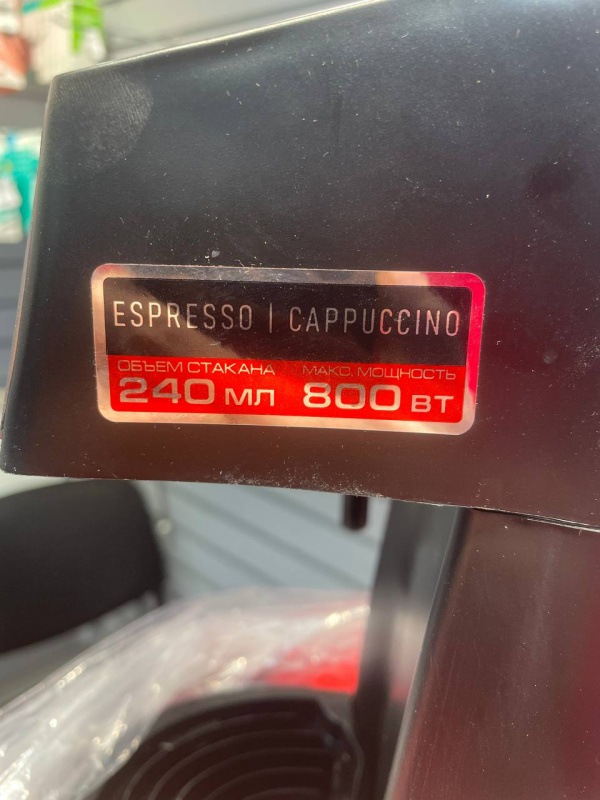 ESPRESSO | CAPPUCCINO
ОБЪЕМ СТАКАНА МАКС. МОЩНОСТЬ
240 МЛ 800 ВТ